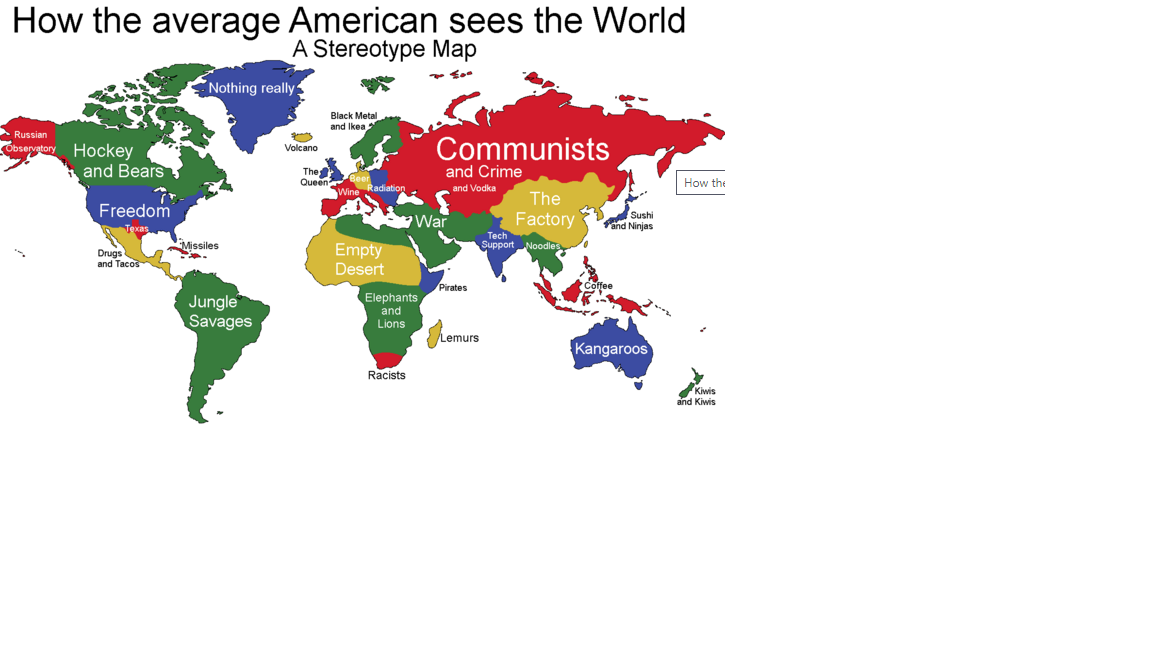 How the average American sees the World
A Stereotype Map
Nothing really
Black Metal
and Ikea
Russian
Observatory
Hockey
and Bears
Volcano
Communists
and Crime
and Vodka
The
Queen
Beer
Wine
Radiation
How the
Freedom
Texas
The
Factory
War
Sushi
and Ninjas
Tech
Support
Noodles
Missiles
Drugs
and Tacos
Empty
Desert
Pirates
Coffee
Jungle
Savages
Elephants
and
Lions
Lemurs
Kangaroos
Racists
Kiwis
and Kiwis